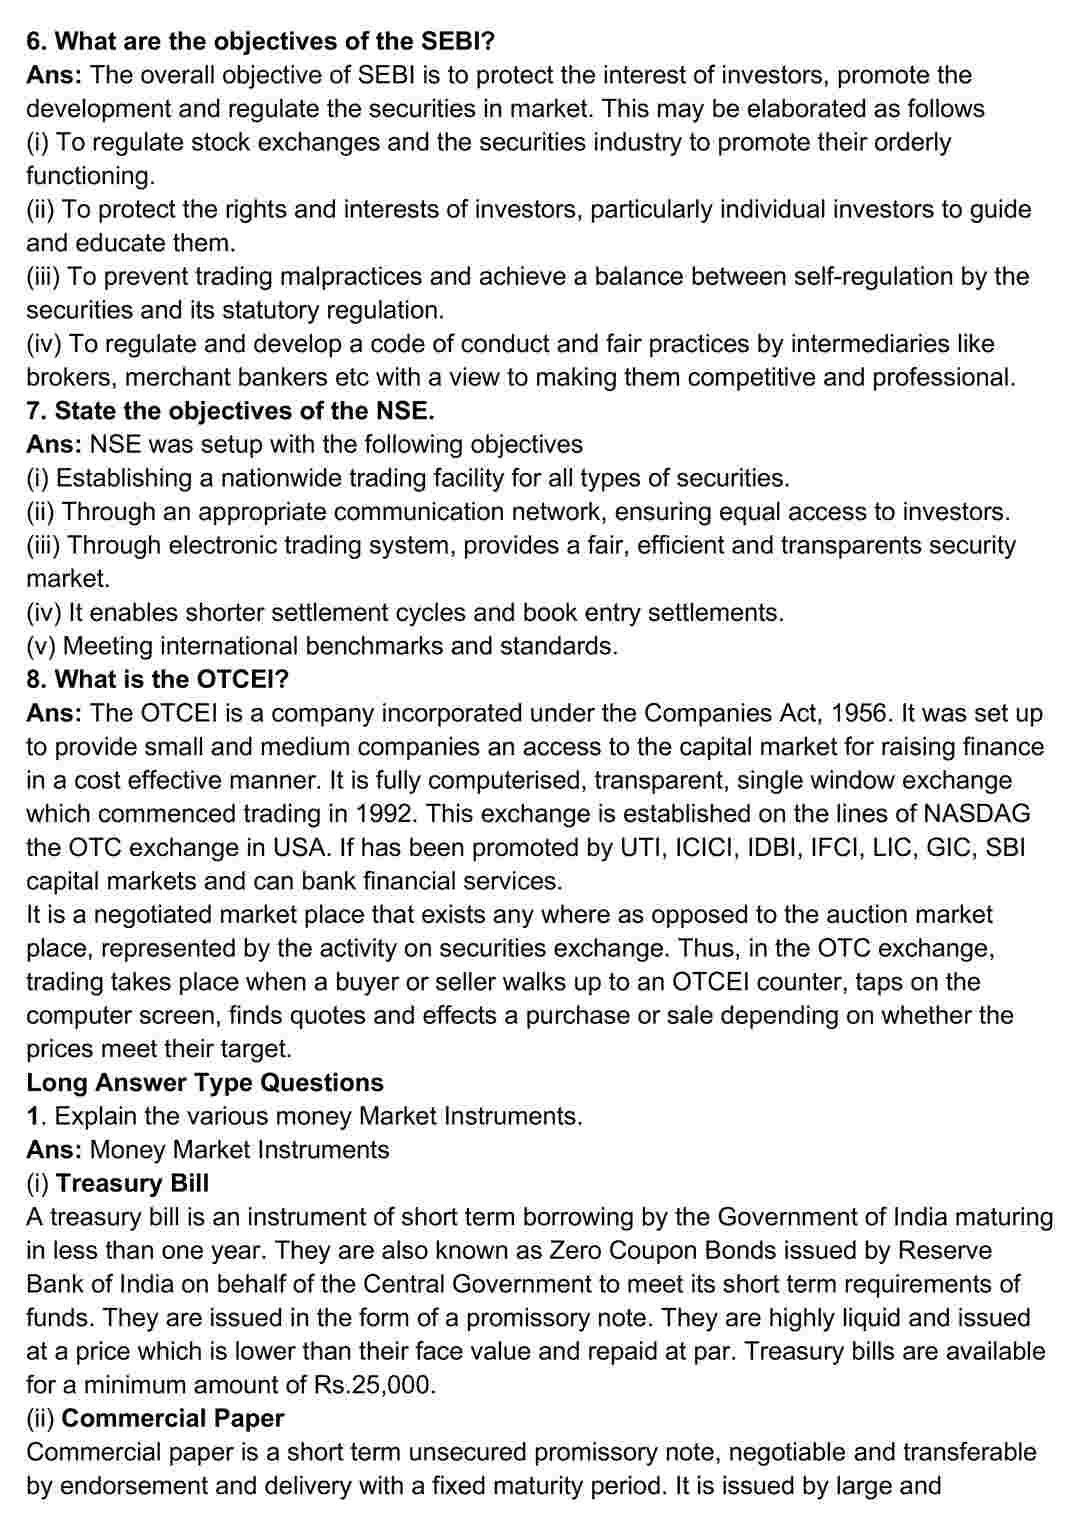 6. What are the objectives of the SEBI?
Ans: The overall objective of SEBI is to protect the interest of investors, promote the
development and regulate the securities in market. This may be elaborated as follows
(i) To regulate stock exchanges and the securities industry to promote their orderly
functioning.
(ii) To protect the rights and interests of investors, particularly individual investors to guide
and educate them.
(iii) To prevent trading malpractices and achieve a balance between self-regulation by the
securities and its statutory regulation.
(iv) To regulate and develop a code of conduct and fair practices by intermediaries like
brokers, merchant bankers etc with a view to making them competitive and professional.
7. State the objectives of the NSE.
Ans: NSE was setup with the following objectives
(i) Establishing a nationwide trading facility for all types of securities.
(ii) Through an appropriate communication network, ensuring equal access to investors.
(iii) Through electronic trading system, provides a fair, efficient and transparents security
market.
(iv) It enables shorter settlement cycles and book entry settlements.
(v) Meeting international benchmarks and standards.
8. What is the OTCEI?
Ans: The OTCEI is a company incorporated under the Companies Act, 1956. It was set up
to provide small and medium companies an access to the capital market for raising finance
in a cost effective manner. It is fully computerised, transparent, single window exchange
which commenced trading in 1992. This exchange is established on the lines of NASDAG
the OTC exchange in USA. If has been promoted by UTI, ICICI, IDBI, IFCI, LIC, GIC, SBI
capital markets and can bank financial services.
It is a negotiated market place that exists any where as opposed to the auction market
place, represented by the activity on securities exchange. Thus, in the OTC exchange,
trading takes place when a buyer or seller walks up to an OTCEI counter, taps on the
computer screen, finds quotes and effects a purchase or sale depending on whether the
prices meet their target.
Long Answer Type Questions
1. Explain the various money Market Instruments.
Ans: Money Market Instruments
(i) Treasury Bill
A treasury bill is an instrument of short term borrowing by the Government of India maturing
in less than one year. They are also known as Zero Coupon Bonds issued by Reserve
Bank of India on behalf of the Central Government to meet its short term requirements of
funds. They are issued in the form of a promissory note. They are highly liquid and issued
at a price which is lower than their face value and repaid at par. Treasury bills are available
for a minimum amount of Rs.25,000.
(ii) Commercial Paper
Commercial paper is a short term unsecured promissory note, negotiable and transferable
by endorsement and delivery with a fixed maturity period. It is issued by large and